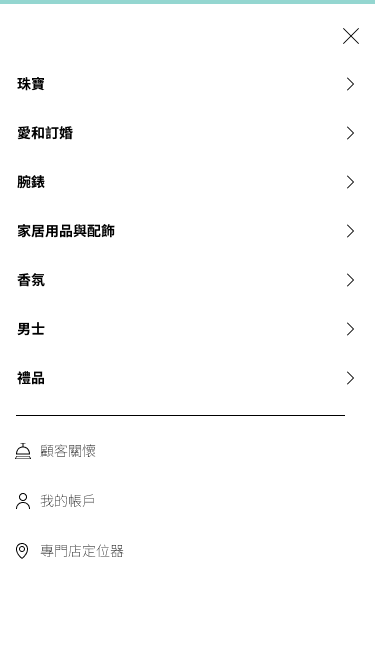 珠寶
愛和訂婚
腕錶
家居用品與配飾
香氛
男士
禮品
顧客關懷
我的帳戶
專門店定位器